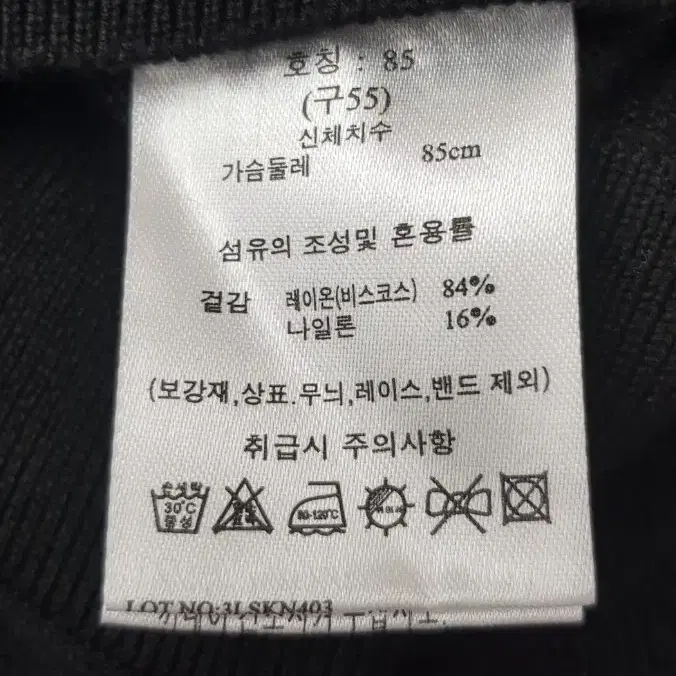 호칭 : 85
(구55)
신체치수
가슴둘레 85cm
섬유의 조성및 혼용률
겉감 레이온(비스코스) 84%
나일론 16%
(보강재,상표.무늬,레이스,밴드 제외)
취급시 주의사항
손세탁
30°C
중성
80-120°C
LOT NO:3LSKN403